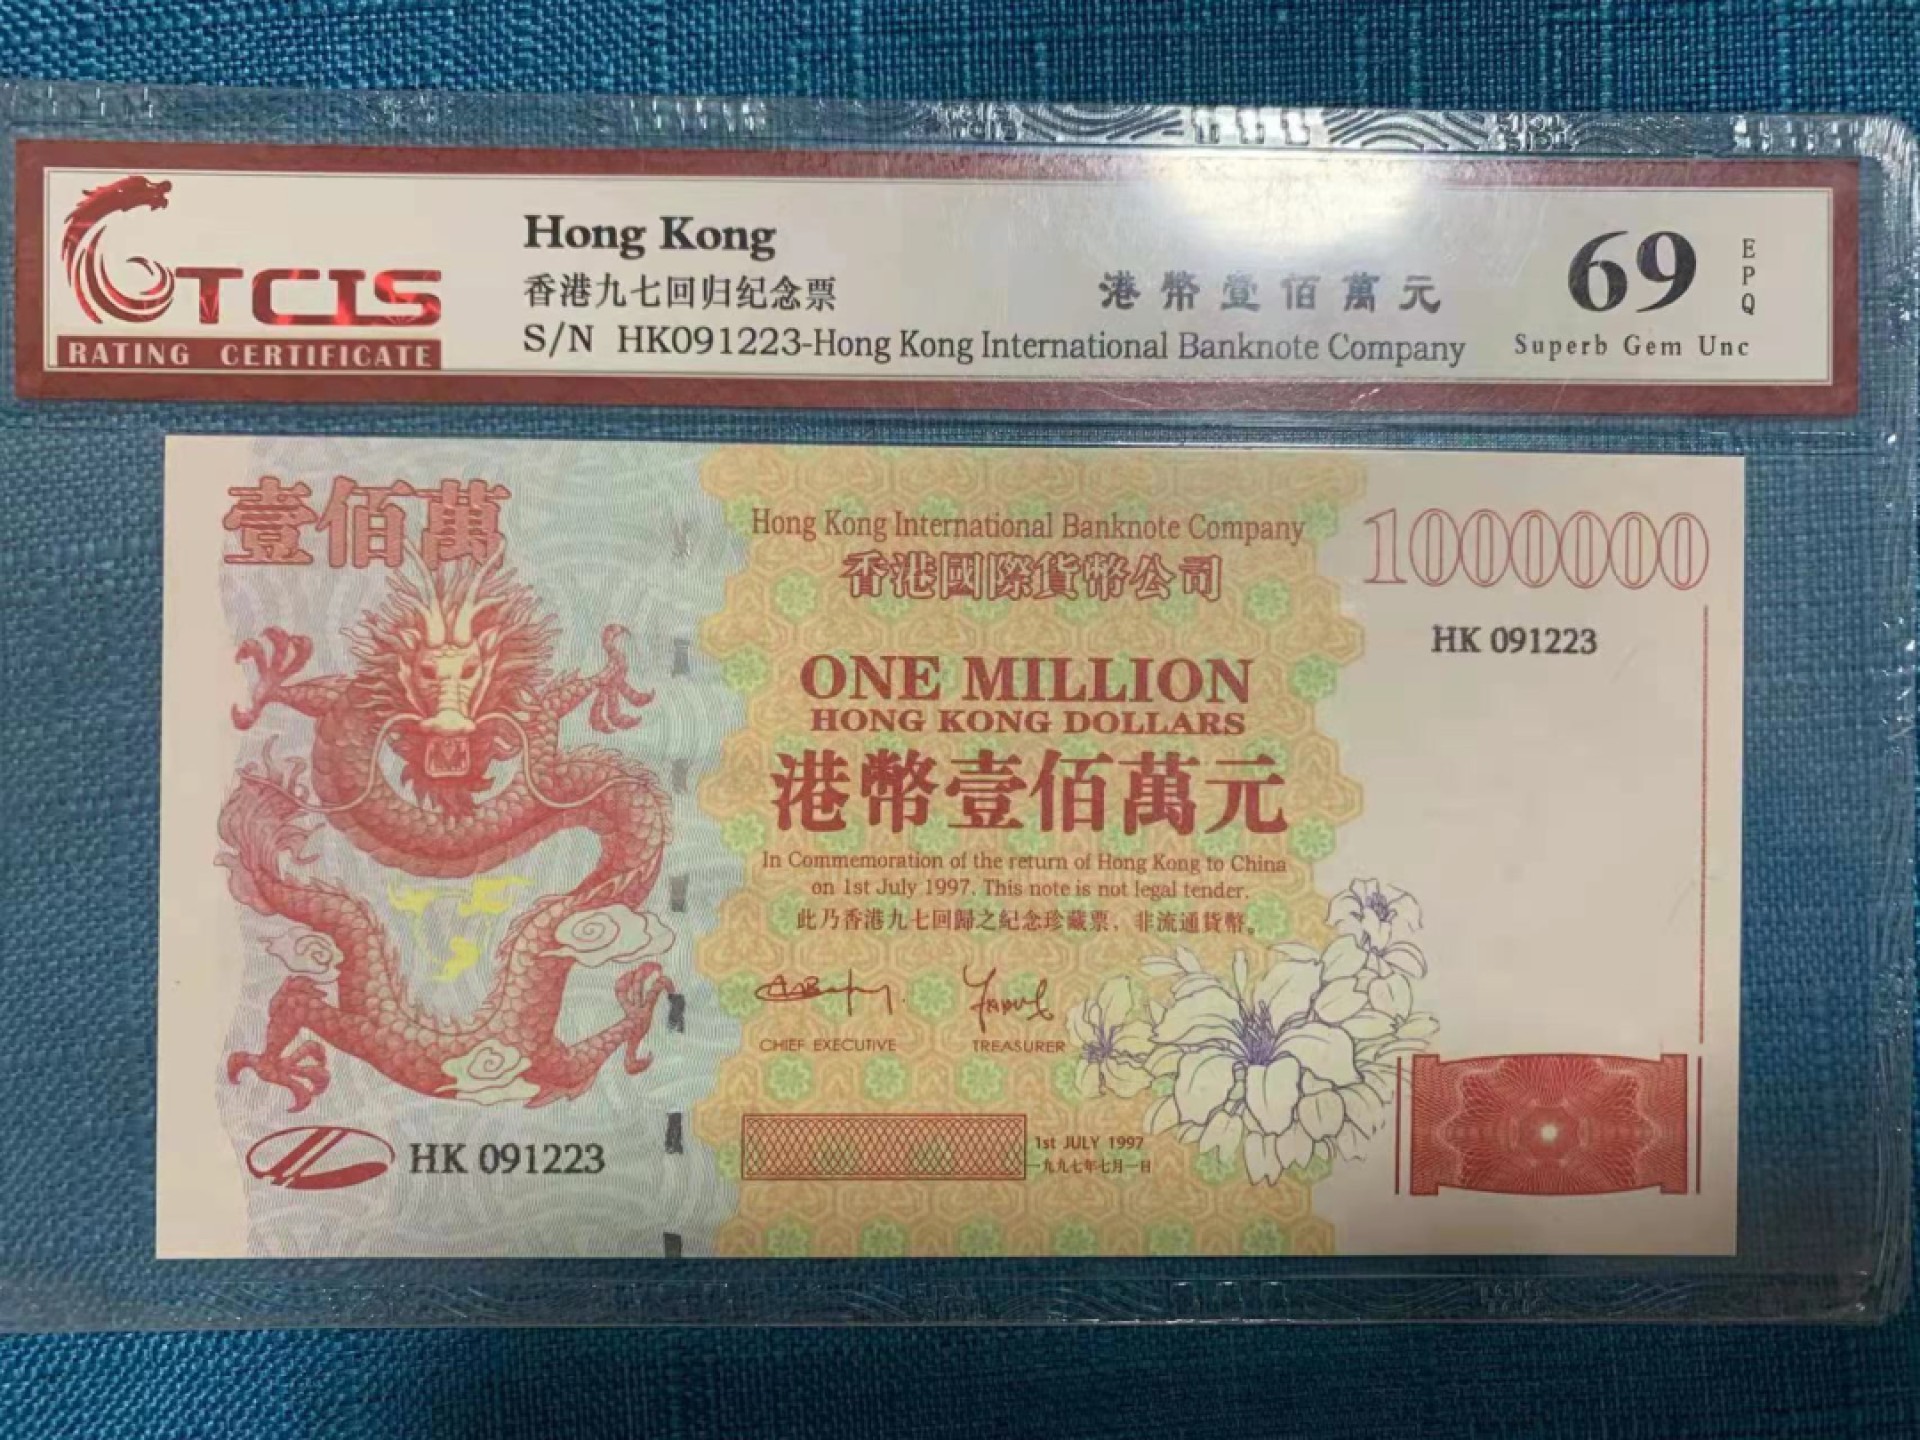 TCIS
RATING CERTIFICATE
Hong Kong
香港九七回归纪念票
港幣壹佰萬元
S/N HK091223-Hong Kong International Banknote Company
69
EPQ
Superb Gem Unc
壹佰萬
Hong Kong International Banknote Company
香港國際貨幣公司
1000000
HK 091223
ONE MILLION
HONG KONG DOLLARS
港幣壹佰萬元
In Commemoration of the return of Hong Kong to China
on 1st July 1997. This note is not legal tender.
此乃香港九七回歸之紀念珍藏票，非流通貨幣。
CHIEF EXECUTIVE
TREASURER
HK 091223
1st JULY 1997
一九九七年七月一日